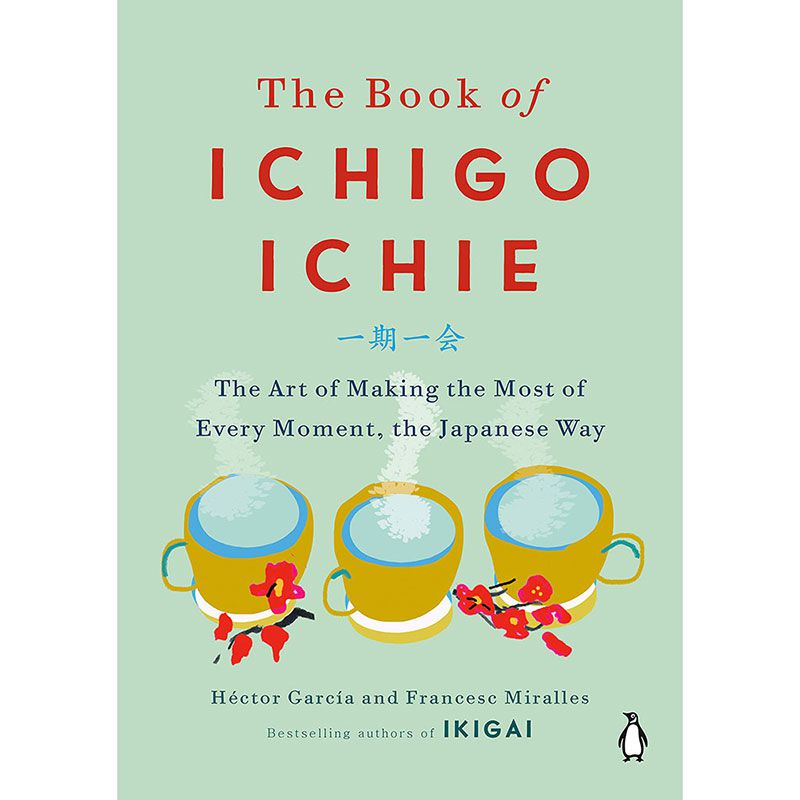 The Book of
ICHIGO
ICHIE
一期一会
The Art of Making the Most of
Every Moment, the Japanese Way
Héctor García and Francesc Miralles
Bestselling authors of IKIGAI